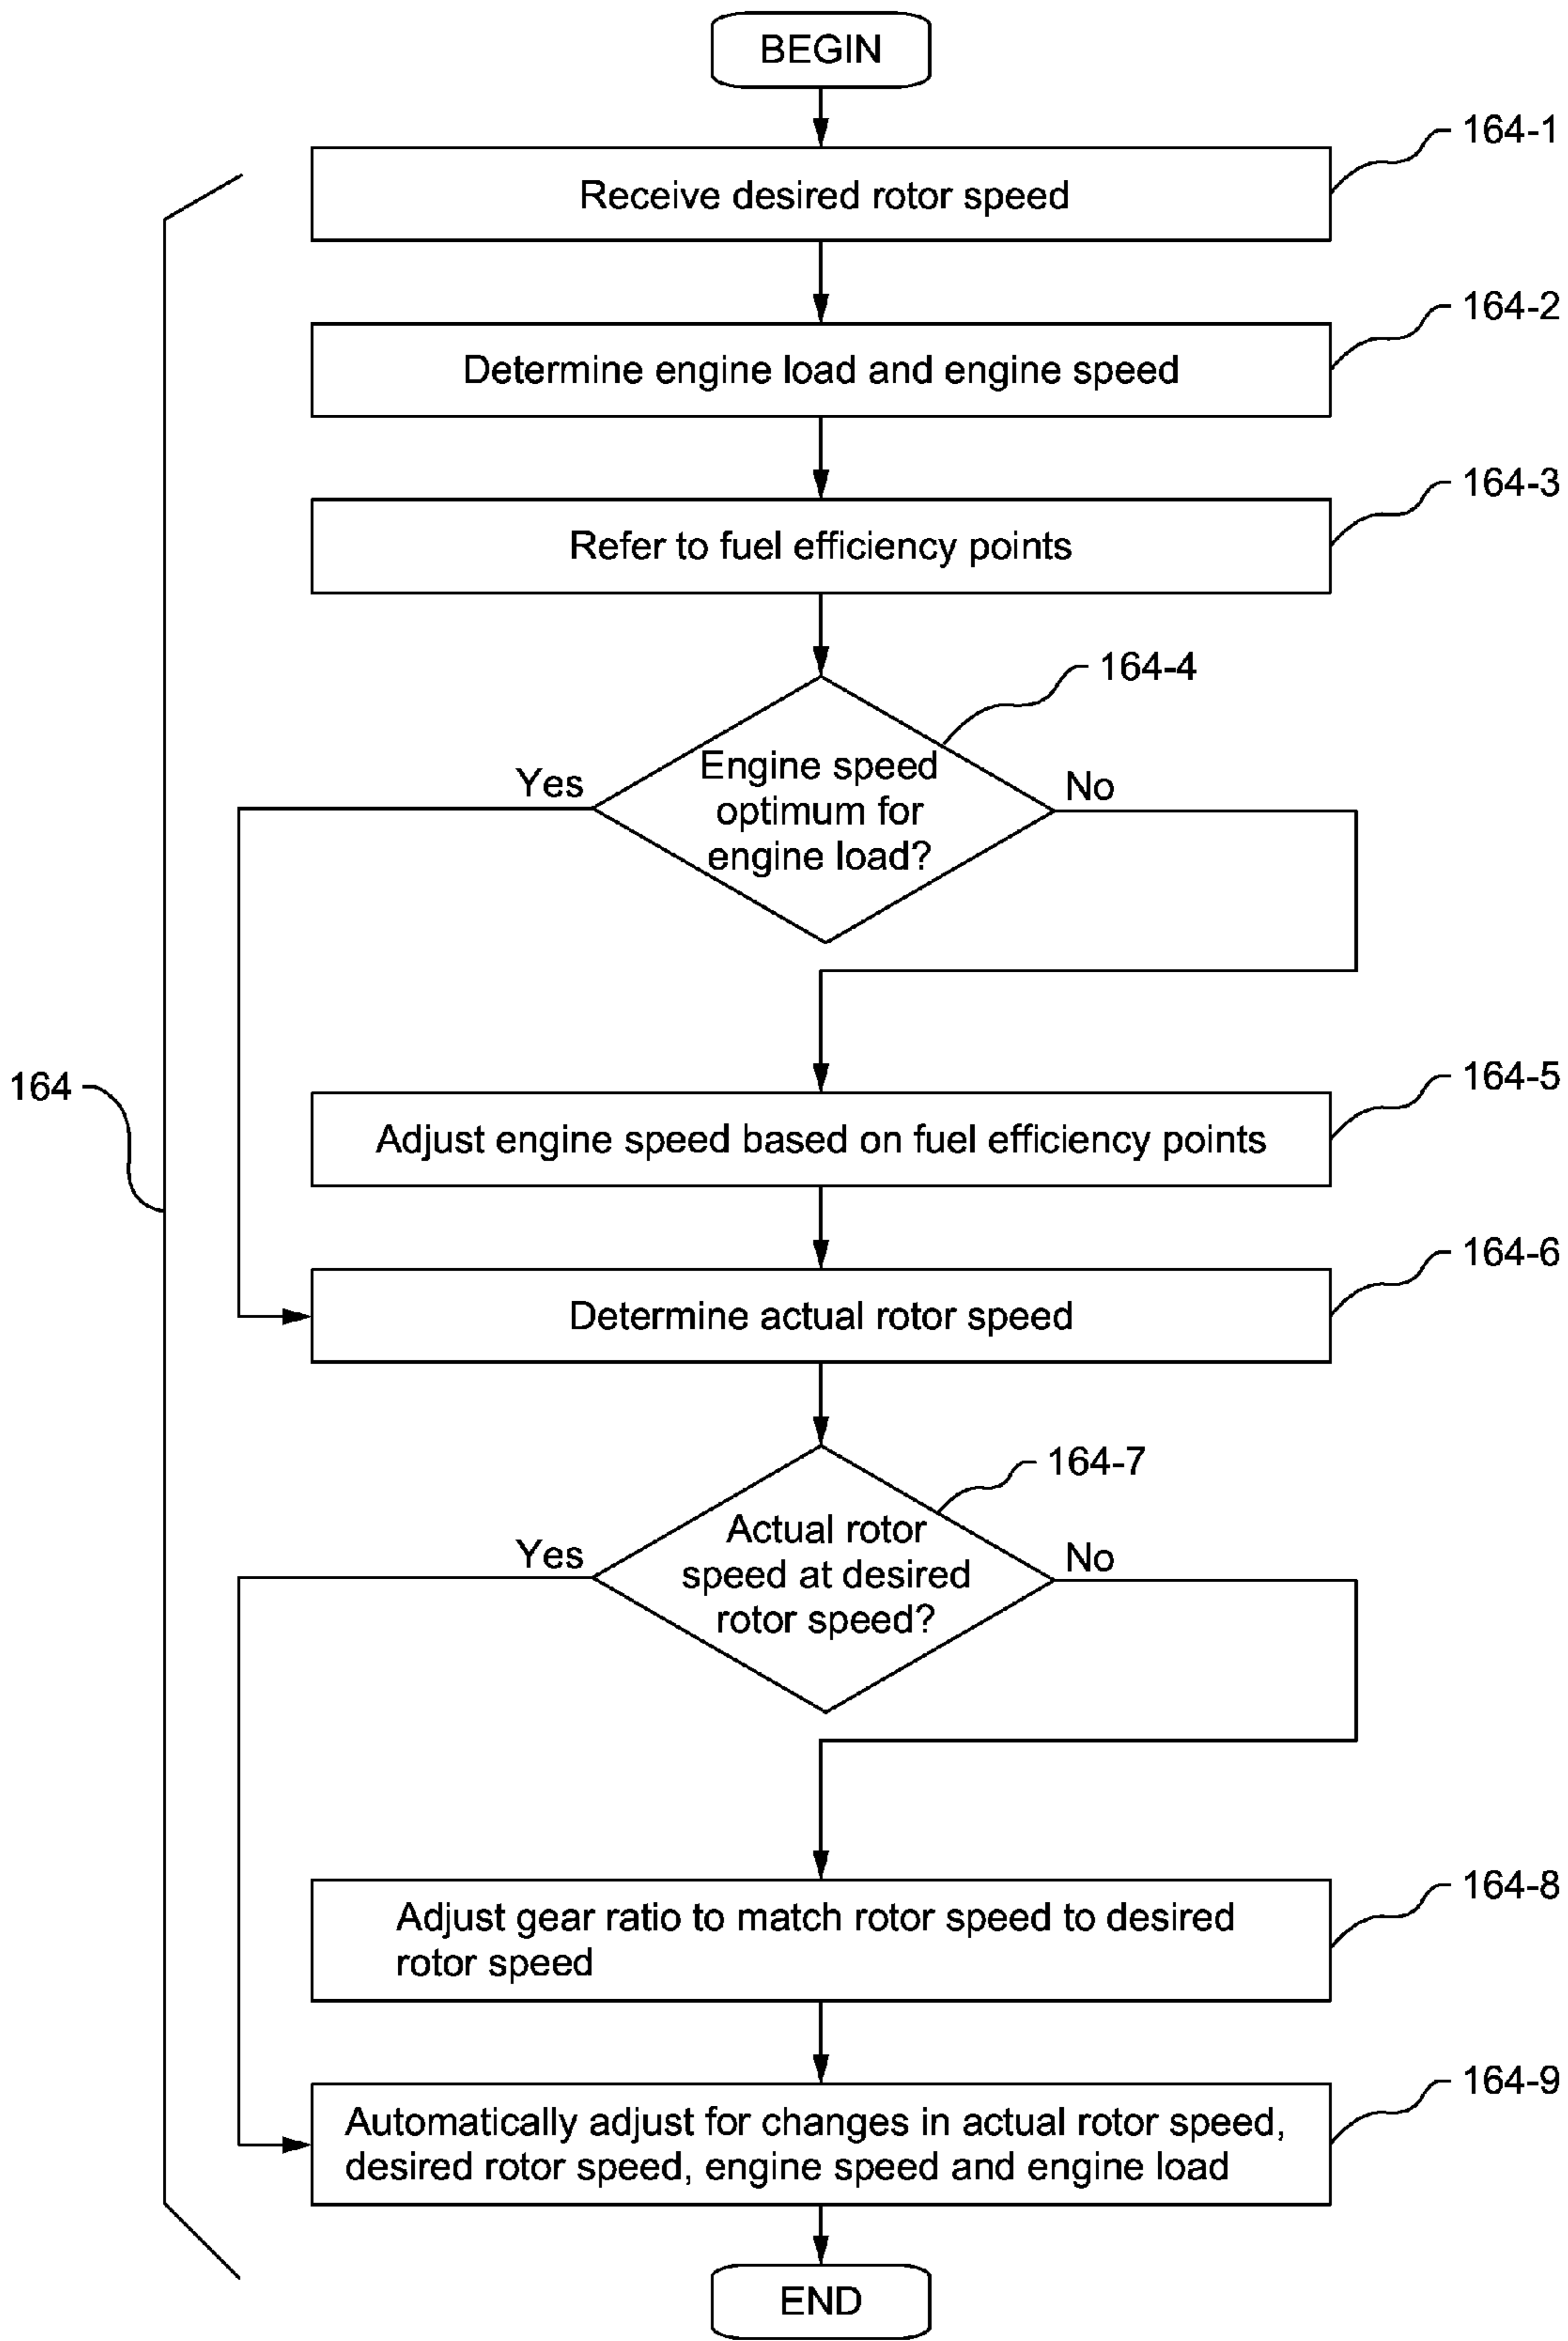 BEGIN
164-1
Receive desired rotor speed
164-2
Determine engine load and engine speed
164-3
Refer to fuel efficiency points
164-4
Yes
Engine speed
optimum for
engine load?
No
164
164-5
Adjust engine speed based on fuel efficiency points
164-6
Determine actual rotor speed
164-7
Yes
Actual rotor
speed at desired
rotor speed?
No
164-8
Adjust gear ratio to match rotor speed to desired
rotor speed
164-9
Automatically adjust for changes in actual rotor speed,
desired rotor speed, engine speed and engine load
END